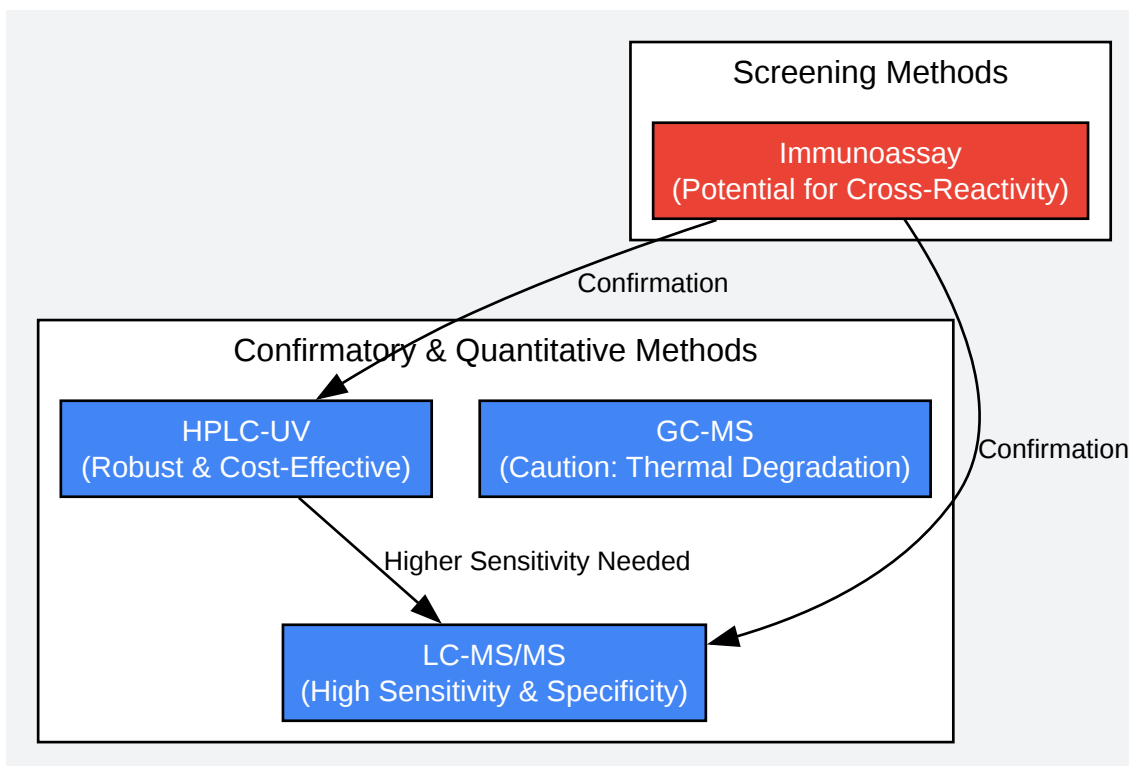 Screening Methods
Immunoassay
(Potential for Cross-Reactivity)
Confirmation
Confirmatory & Quantitative Methods
HPLC-UV
(Robust & Cost-Effective)
GC-MS
(Caution: Thermal Degradation)
Confirmation
Higher Sensitivity Needed
LC-MS/MS
(High Sensitivity & Specificity)